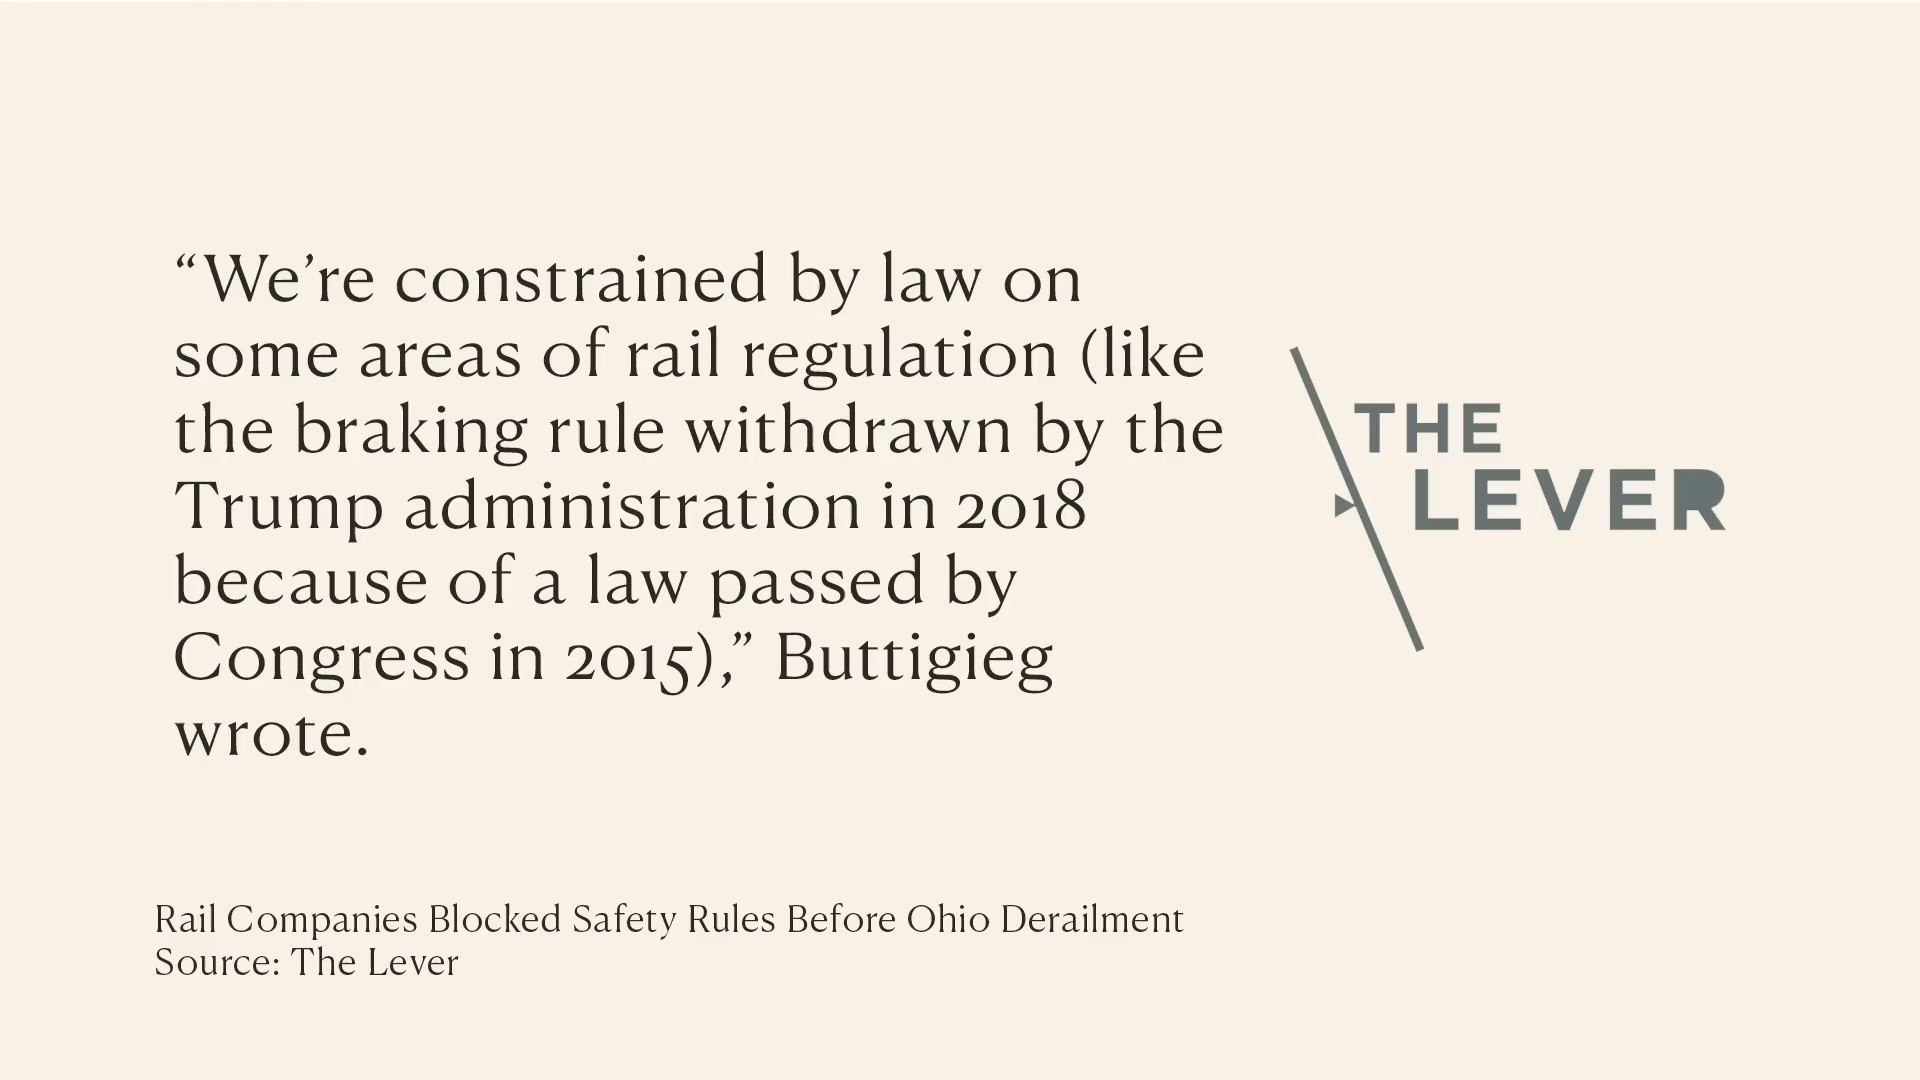 “We’re constrained by law on
some areas of rail regulation (like
the braking rule withdrawn by the
Trump administration in 2018
because of a law passed by
Congress in 2015),” Buttigieg
wrote.
THE
LEVER
Rail Companies Blocked Safety Rules Before Ohio Derailment
Source: The Lever